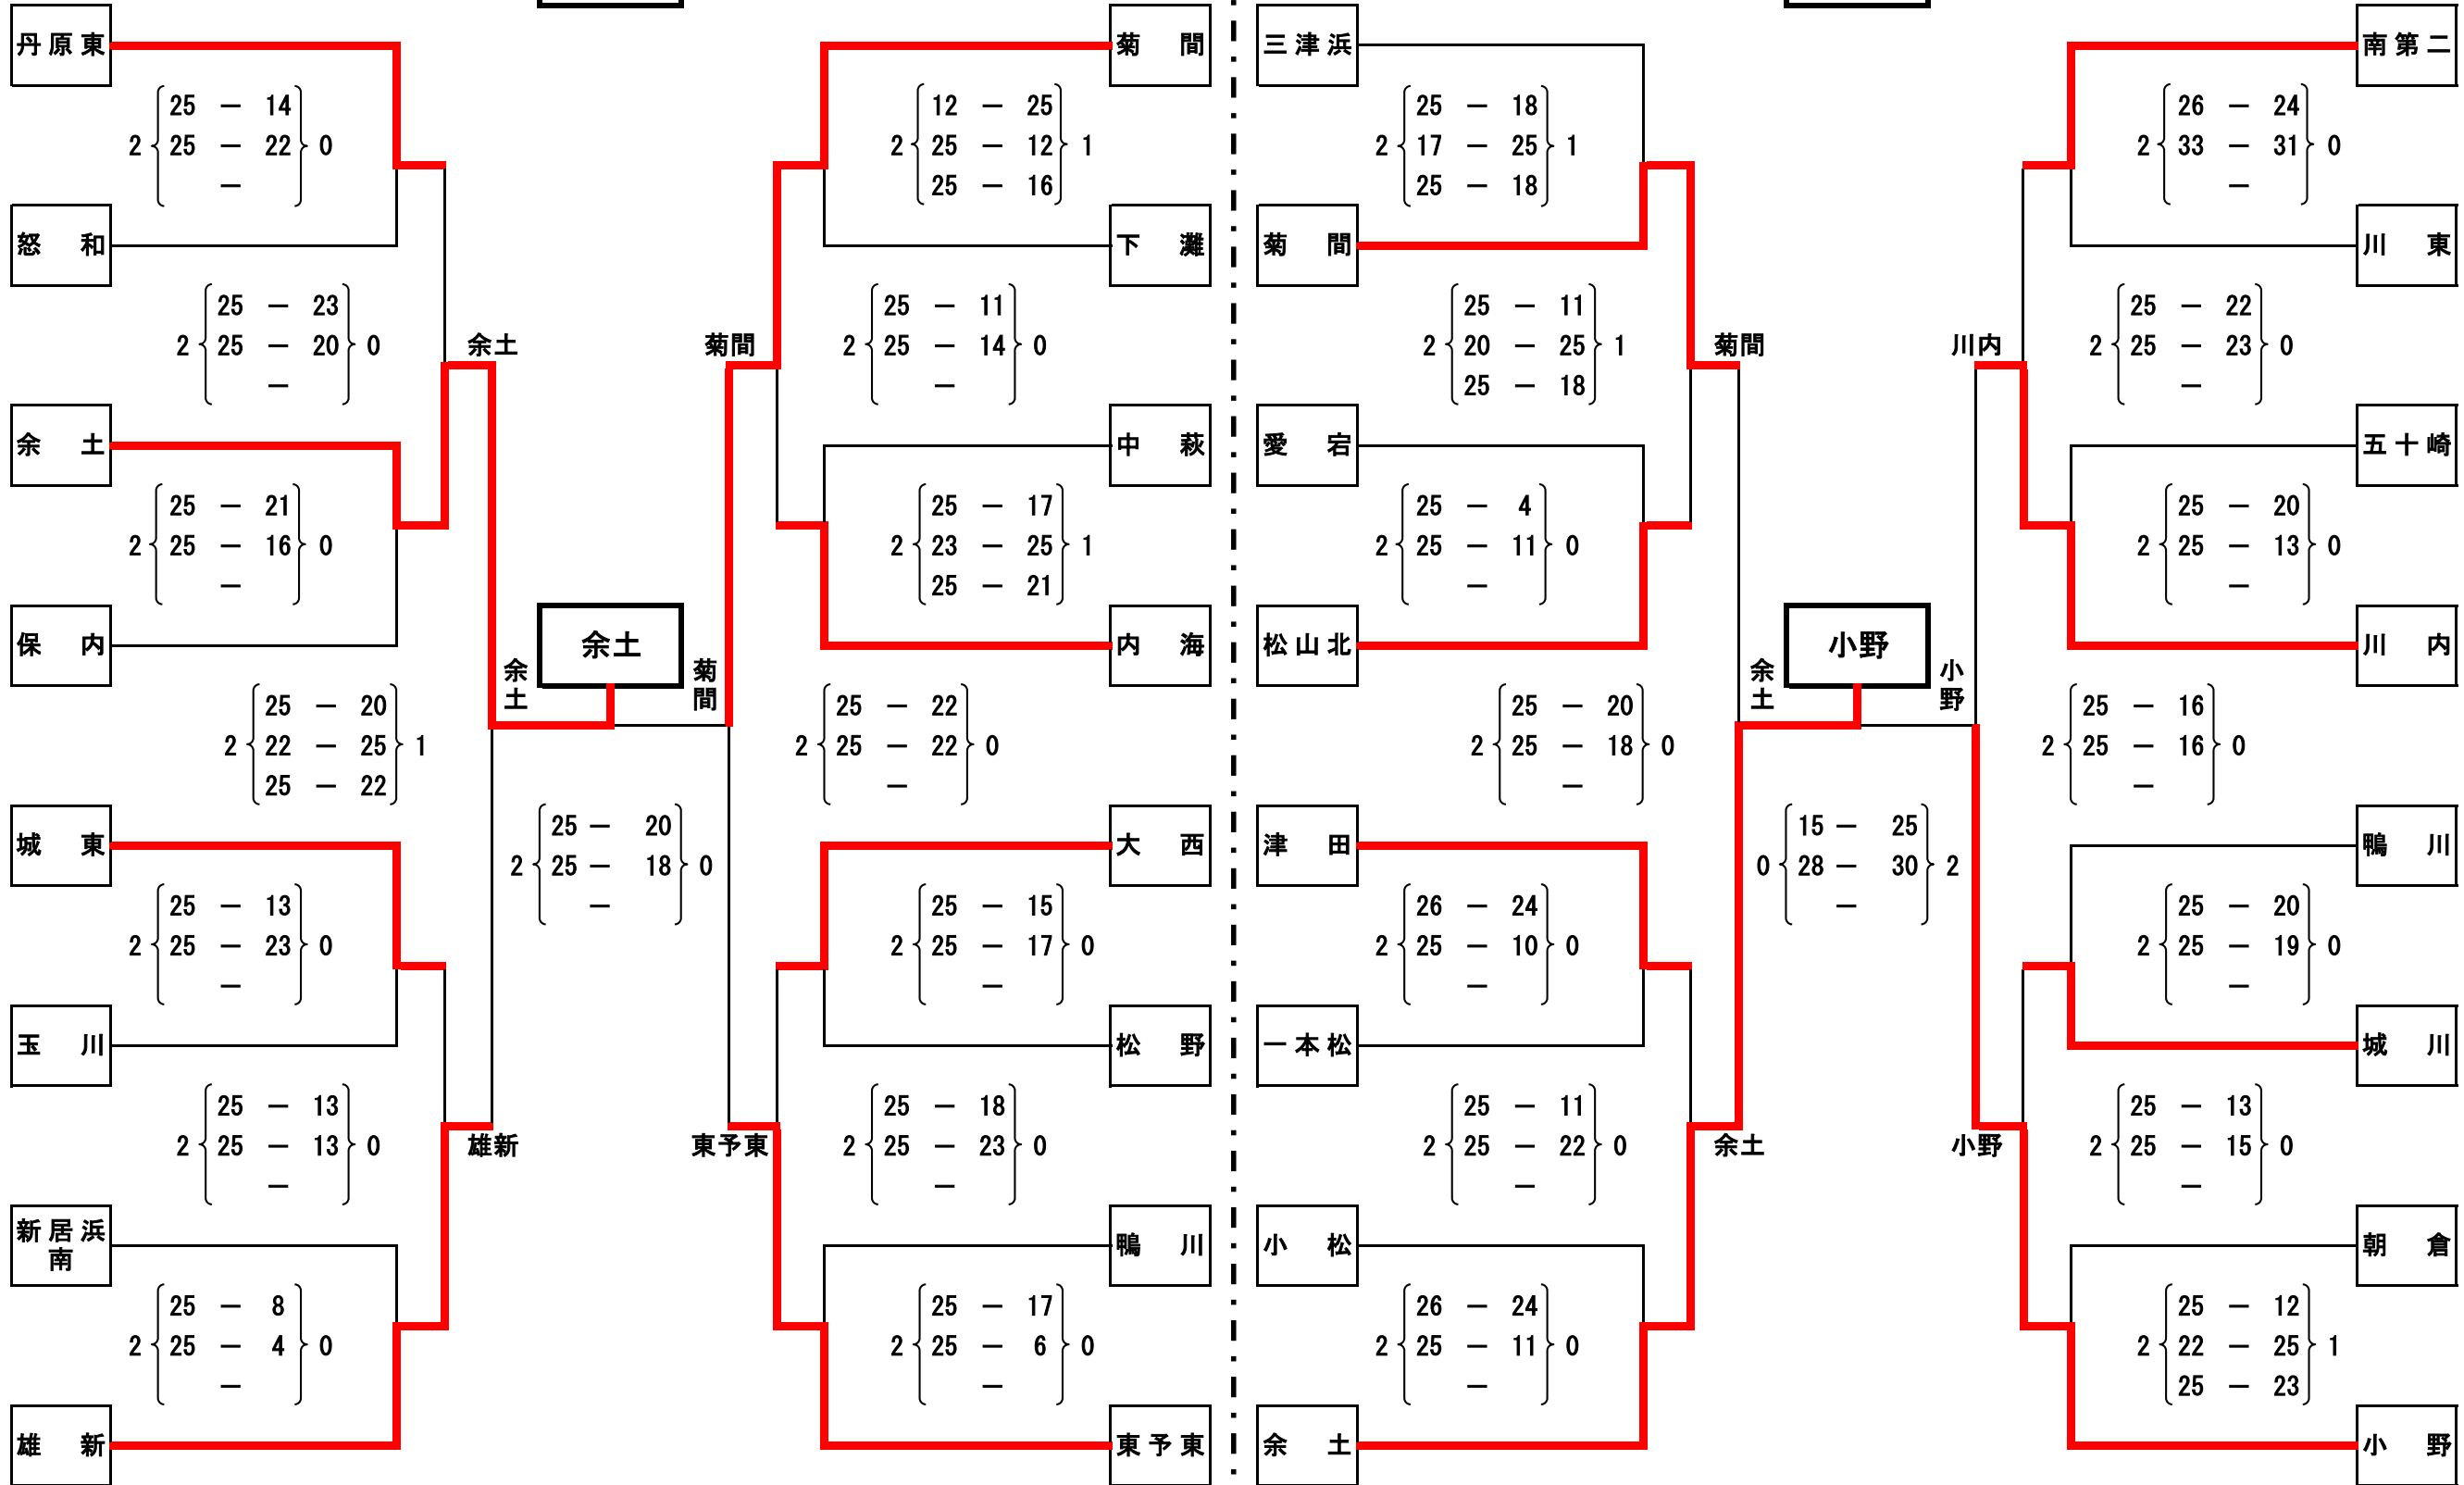 丹原東
2 25 － 14 0
25 － 22
－
怒和
2 25 － 23 0
25 － 20
－
余土
余土
2 25 － 21 0
25 － 16
－
保内
2 25 － 20 1
22 － 25
25 － 22
余土
余土
菊間
2 25 － 20 0
25 － 18
－
城東
2 25 － 13 0
25 － 23
－
玉川
2 25 － 13 0
25 － 13
－
雄新
新居浜
南
2 25 － 8 0
25 － 4
－
雄新
菊間
2 12 － 25 1
25 － 12
25 － 16
下灘
菊間
2 25 － 11 0
25 － 14
－
中萩
2 25 － 17 1
23 － 25
25 － 21
内海
2 25 － 22 0
25 － 22
－
大西
2 25 － 15 0
25 － 17
－
松野
東予東
2 25 － 18 0
25 － 23
－
鴨川
2 25 － 17 0
25 － 6
－
東予東
三津浜
2 25 － 18 1
17 － 25
25 － 18
菊間
2 25 － 11 1
20 － 25
25 － 18
菊間
愛宕
2 25 － 4 0
25 － 11
－
松山北
2 25 － 20 0
25 － 18
－
余土
小野
小野
0 15 － 25 2
28 － 30
－
津田
2 26 － 24 0
25 － 10
－
一本松
2 25 － 11 0
25 － 22
－
余土
小松
2 26 － 24 0
25 － 11
－
余土
南第二
2 26 － 24 0
33 － 31
－
川東
川内
2 25 － 22 0
25 － 23
－
五十崎
2 25 － 20 0
25 － 13
－
川内
2 25 － 16 0
25 － 16
－
鴨川
2 25 － 20 0
25 － 19
－
城川
小野
2 25 － 13 0
25 － 15
－
朝倉
2 25 － 12 1
22 － 25
25 － 23
小野